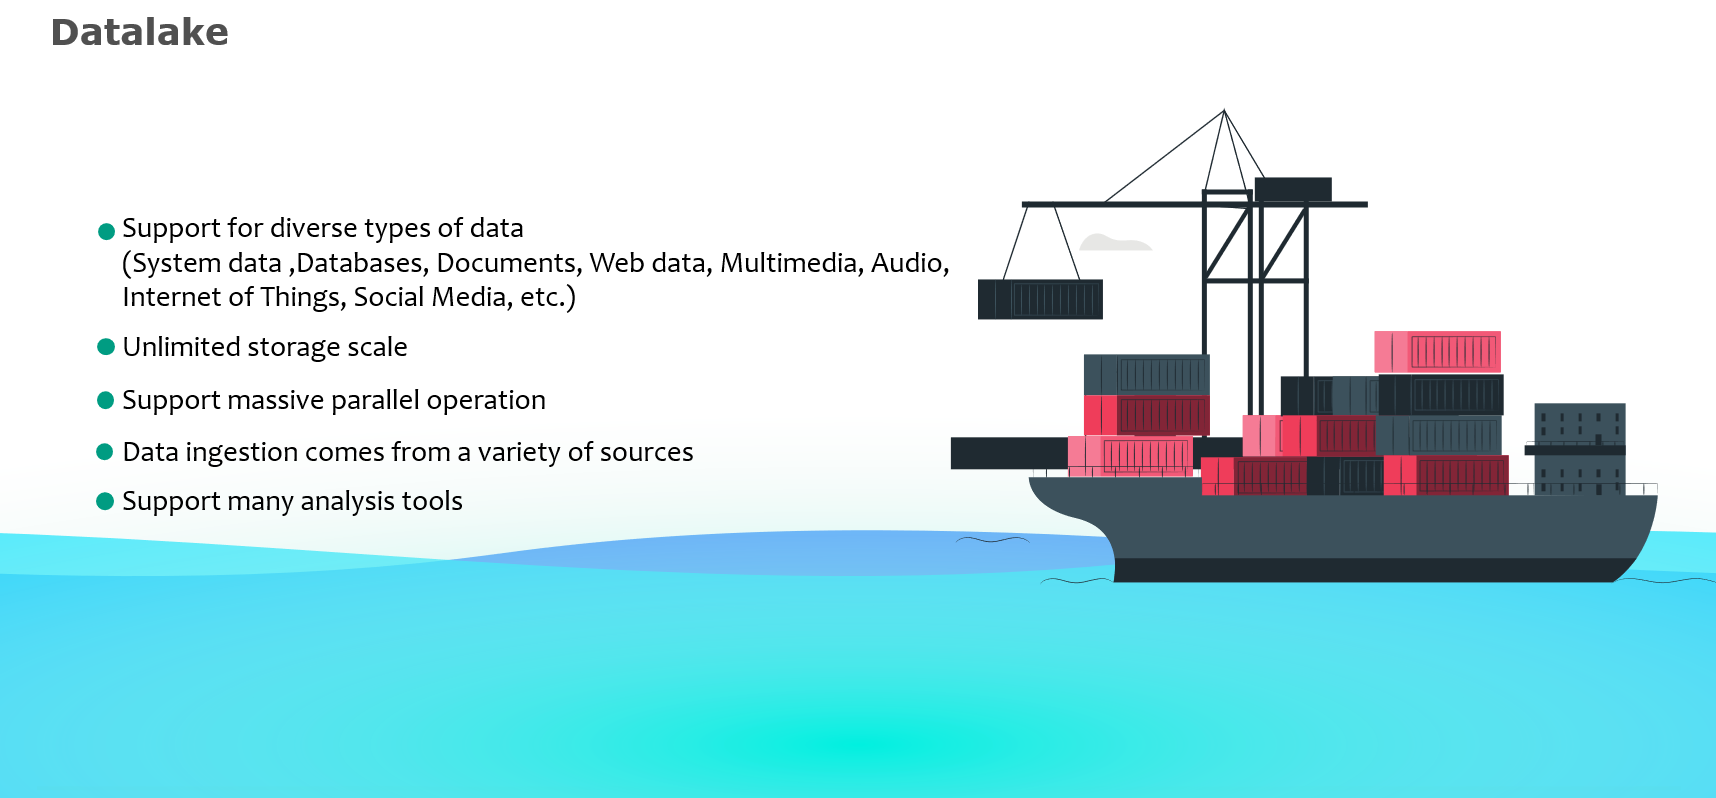 Datalake
Support for diverse types of data
(System data ,Databases, Documents, Web data, Multimedia, Audio,
Internet of Things, Social Media, etc.)
Unlimited storage scale
Support massive parallel operation
Data ingestion comes from a variety of sources
Support many analysis tools